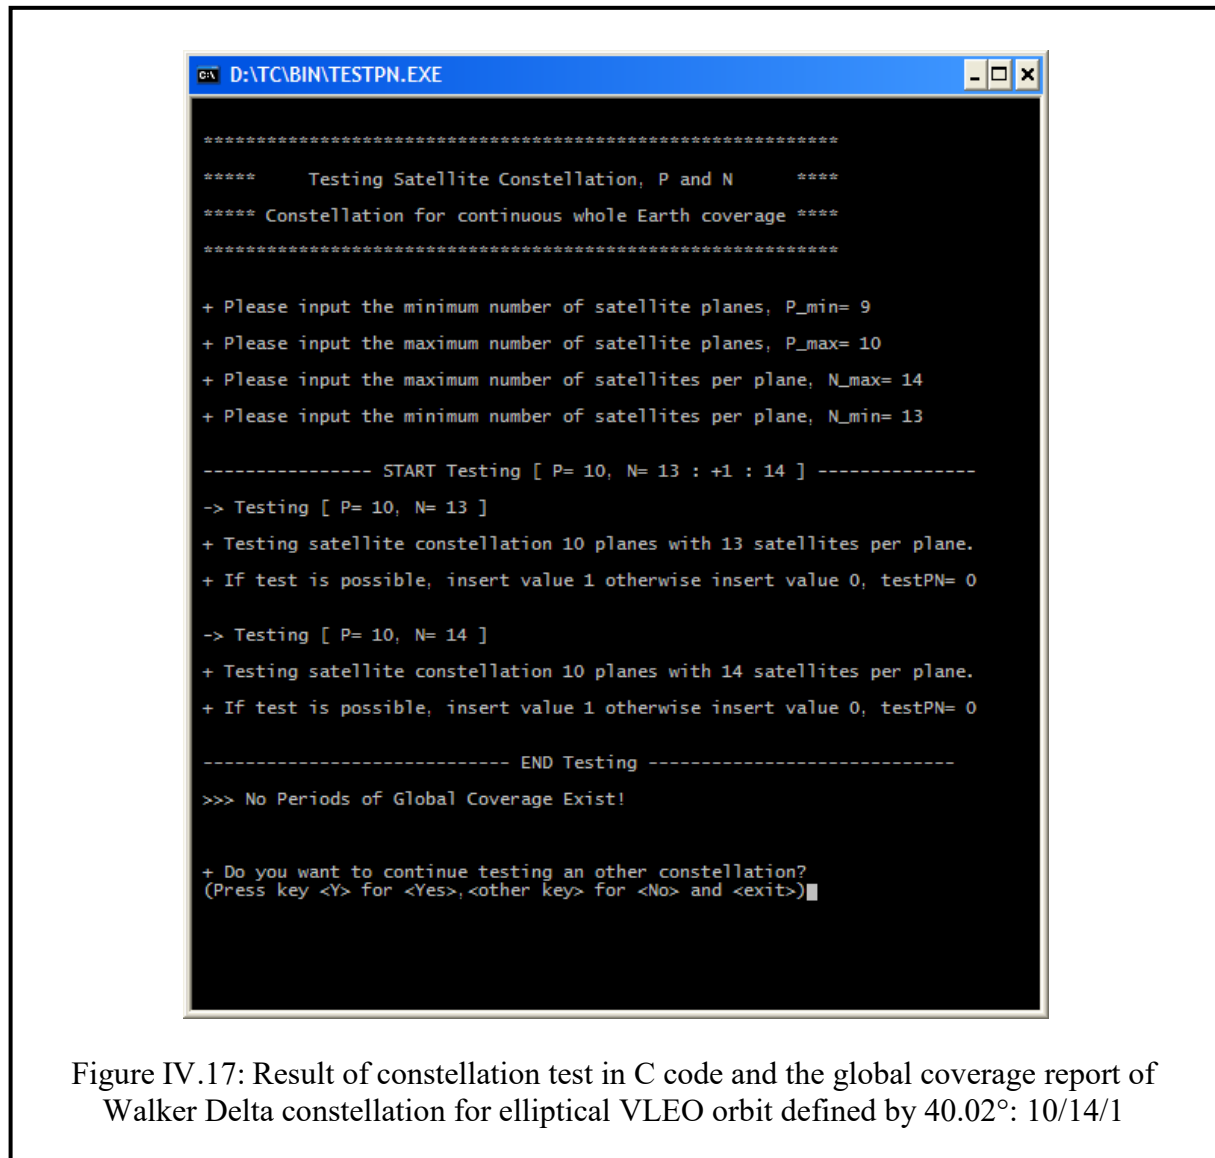 D:\TC\BIN\TESTPN.EXE
*************************************************************
***** Testing Satellite Constellation, P and N ****
***** Constellation for continuous whole Earth coverage ****
*************************************************************
+ Please input the minimum number of satellite planes, P_min= 9
+ Please input the maximum number of satellite planes, P_max= 10
+ Please input the maximum number of satellites per plane, N_max= 14
+ Please input the minimum number of satellites per plane, N_min= 13
---------------- START Testing [ P= 10, N= 13 : +1 : 14 ] ---------------
-> Testing [ P= 10, N= 13 ]
+ Testing satellite constellation 10 planes with 13 satellites per plane.
+ If test is possible, insert value 1 otherwise insert value 0, testPN= 0
-> Testing [ P= 10, N= 14 ]
+ Testing satellite constellation 10 planes with 14 satellites per plane.
+ If test is possible, insert value 1 otherwise insert value 0, testPN= 0
----------------------------- END Testing -----------------------------
>>> No Periods of Global Coverage Exist!
+ Do you want to continue testing an other constellation?
(Press key <Y> for <Yes>,<other key> for <No> and <exit>)
Figure IV.17: Result of constellation test in C code and the global coverage report of
Walker Delta constellation for elliptical VLEO orbit defined by 40.02°: 10/14/1